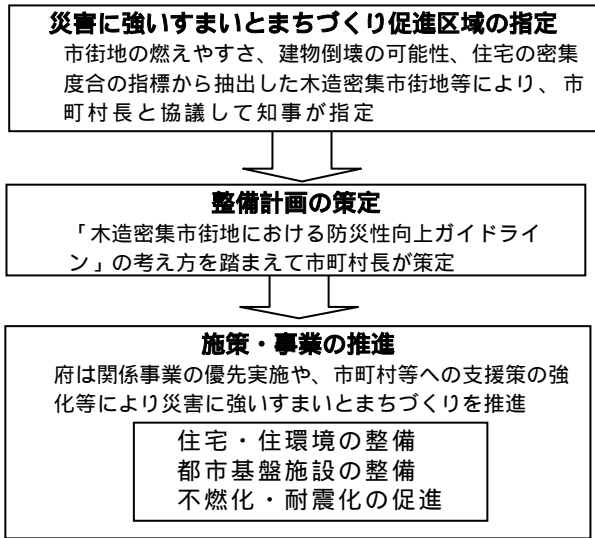 災害に強いすまいとまちづくり促進区域の指定
市街地の燃えやすさ、建物倒壊の可能性、住宅の密集
度合の指標から抽出した木造密集市街地等により、市
町村長と協議して知事が指定
整備計画の策定
「木造密集市街地における防災性向上ガイドライ
ン」の考え方を踏まえて市町村長が策定
施策・事業の推進
府は関係事業の優先実施や、市町村等への支援策の強
化等により災害に強いすまいとまちづくりを推進
住宅・住環境の整備
都市基盤施設の整備
不燃化・耐震化の促進